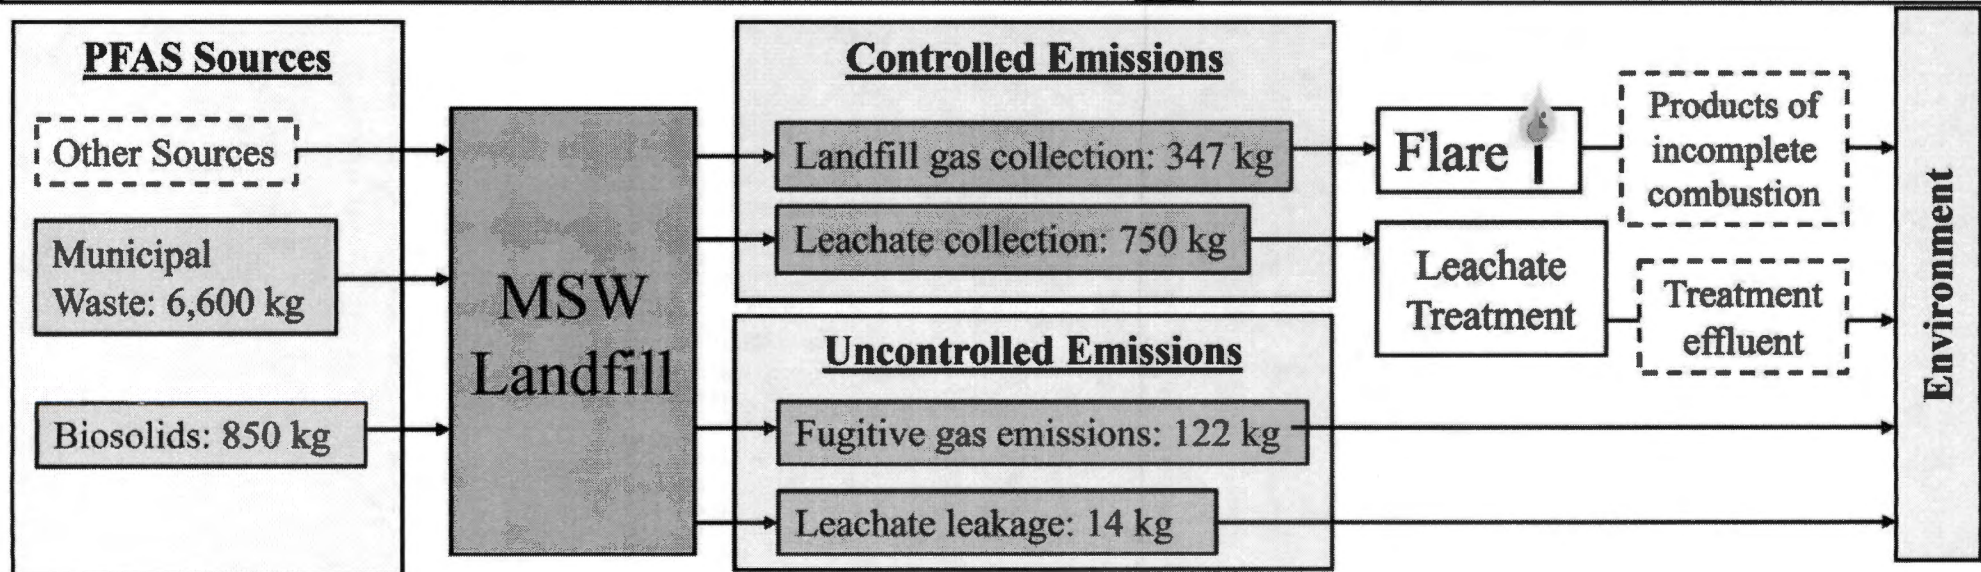 PFAS Sources
Other Sources
Municipal
Waste: 6,600 kg
Biosolids: 850 kg
MSW
Landfill
Controlled Emissions
Landfill gas collection: 347 kg
Leachate collection: 750 kg
Uncontrolled Emissions
Fugitive gas emissions: 122 kg
Leachate leakage: 14 kg
Flare
Products of
incomplete
combustion
Leachate
Treatment
Treatment
effluent
Environment